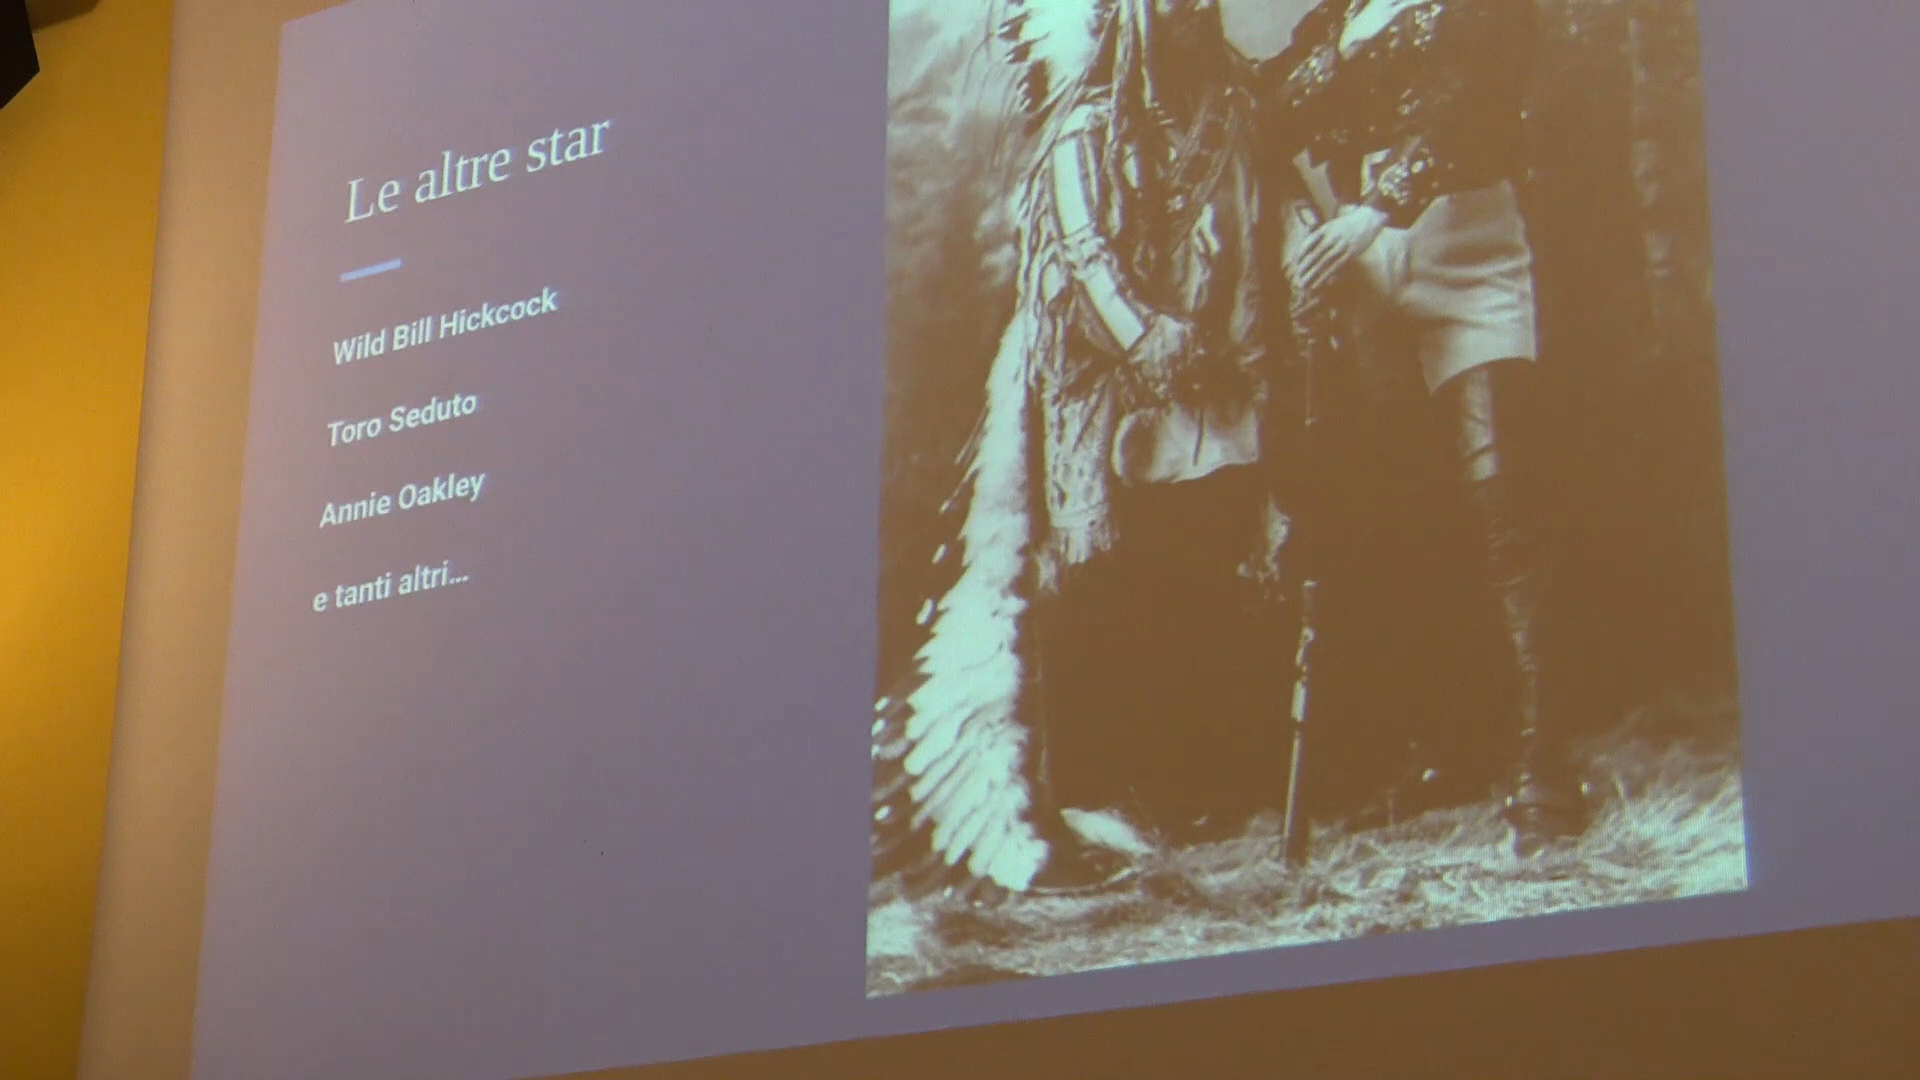 Le altre star
Wild Bill Hickcock
Toro Seduto
Annie Oakley
e tanti altri...